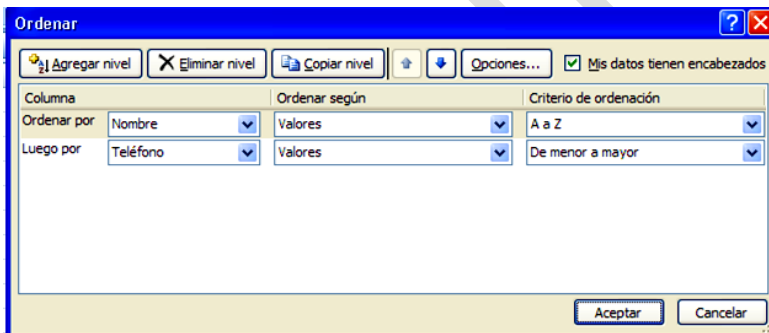 Ordenar
Agregar nivel Eliminar nivel Copiar nivel Opciones... Mis datos tienen encabezados
Columna Ordenar según Criterio de ordenación
Ordenar por Nombre Valores A a Z
Luego por Teléfono Valores De menor a mayor
Aceptar Cancelar